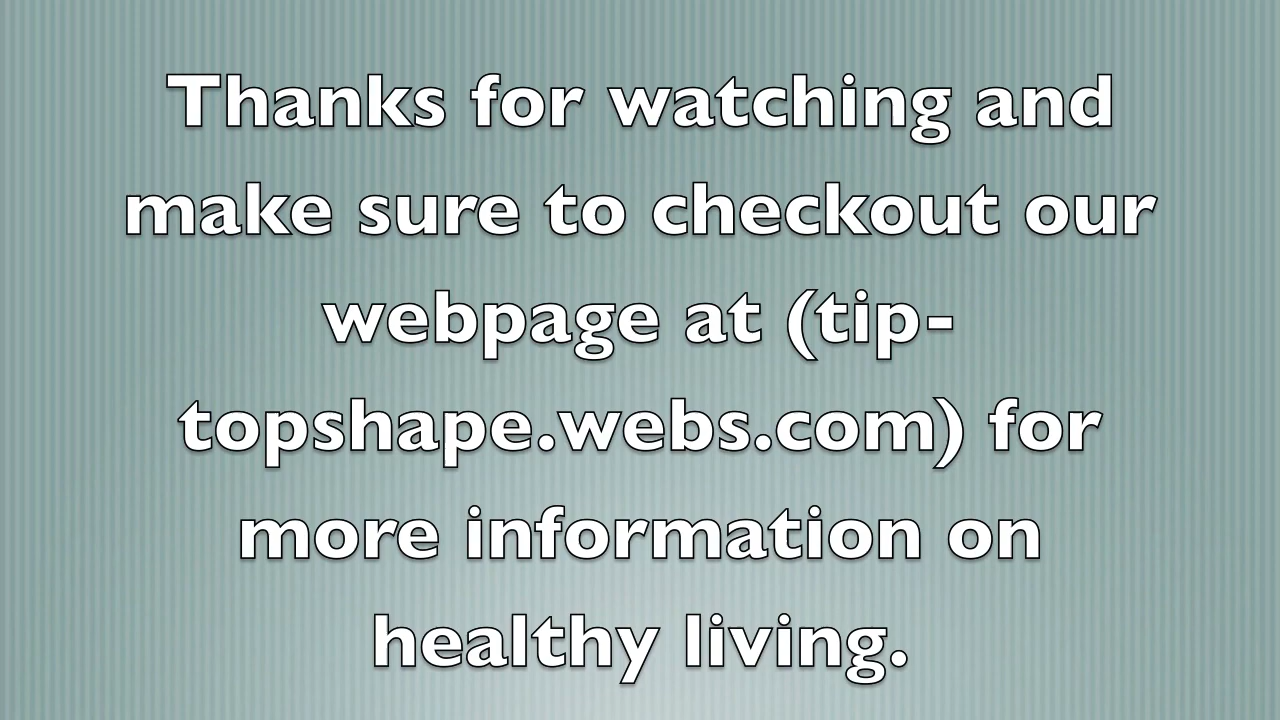 Thanks for watching and
make sure to checkout our
webpage at (tip-
topshape.webs.com) for
more information on
healthy living.